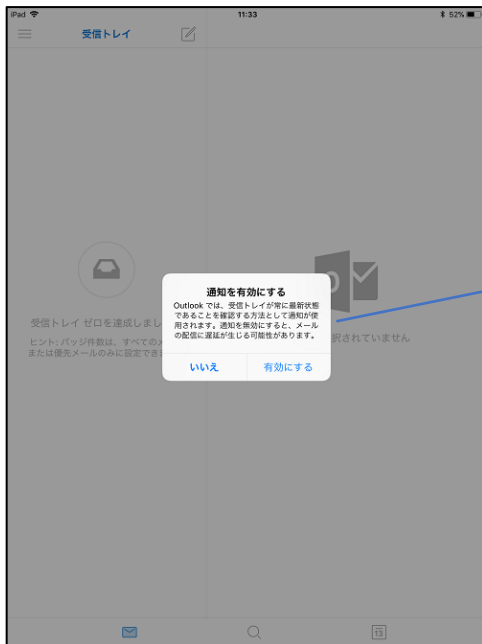 iPad 11:33 52%
受信トレイ
通知を有効にする
Outlook では、受信トレイが常に最新状態
であることを確認する方法として通知が使
用されます。通知を無効にすると、メール
の配信に遅延が生じる可能性があります。
いいえ 有効にする
受信トレイ ゼロを達成しまし
ヒント: バッジ件数は、すべての
または優先メールのみに設定でき
択されていません
13